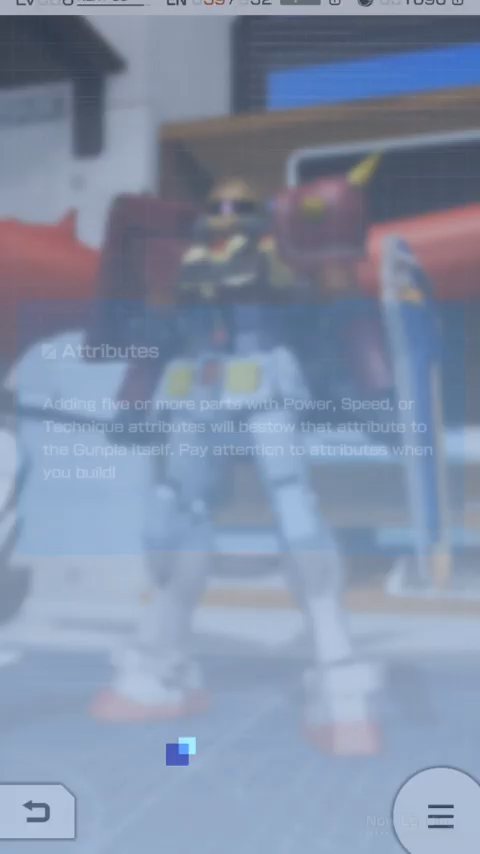 Attributes
Adding five or more parts with Power, Speed, or
Technique attributes will bestow that attribute to
the Gunpla itself. Pay attention to attributes when
you build!